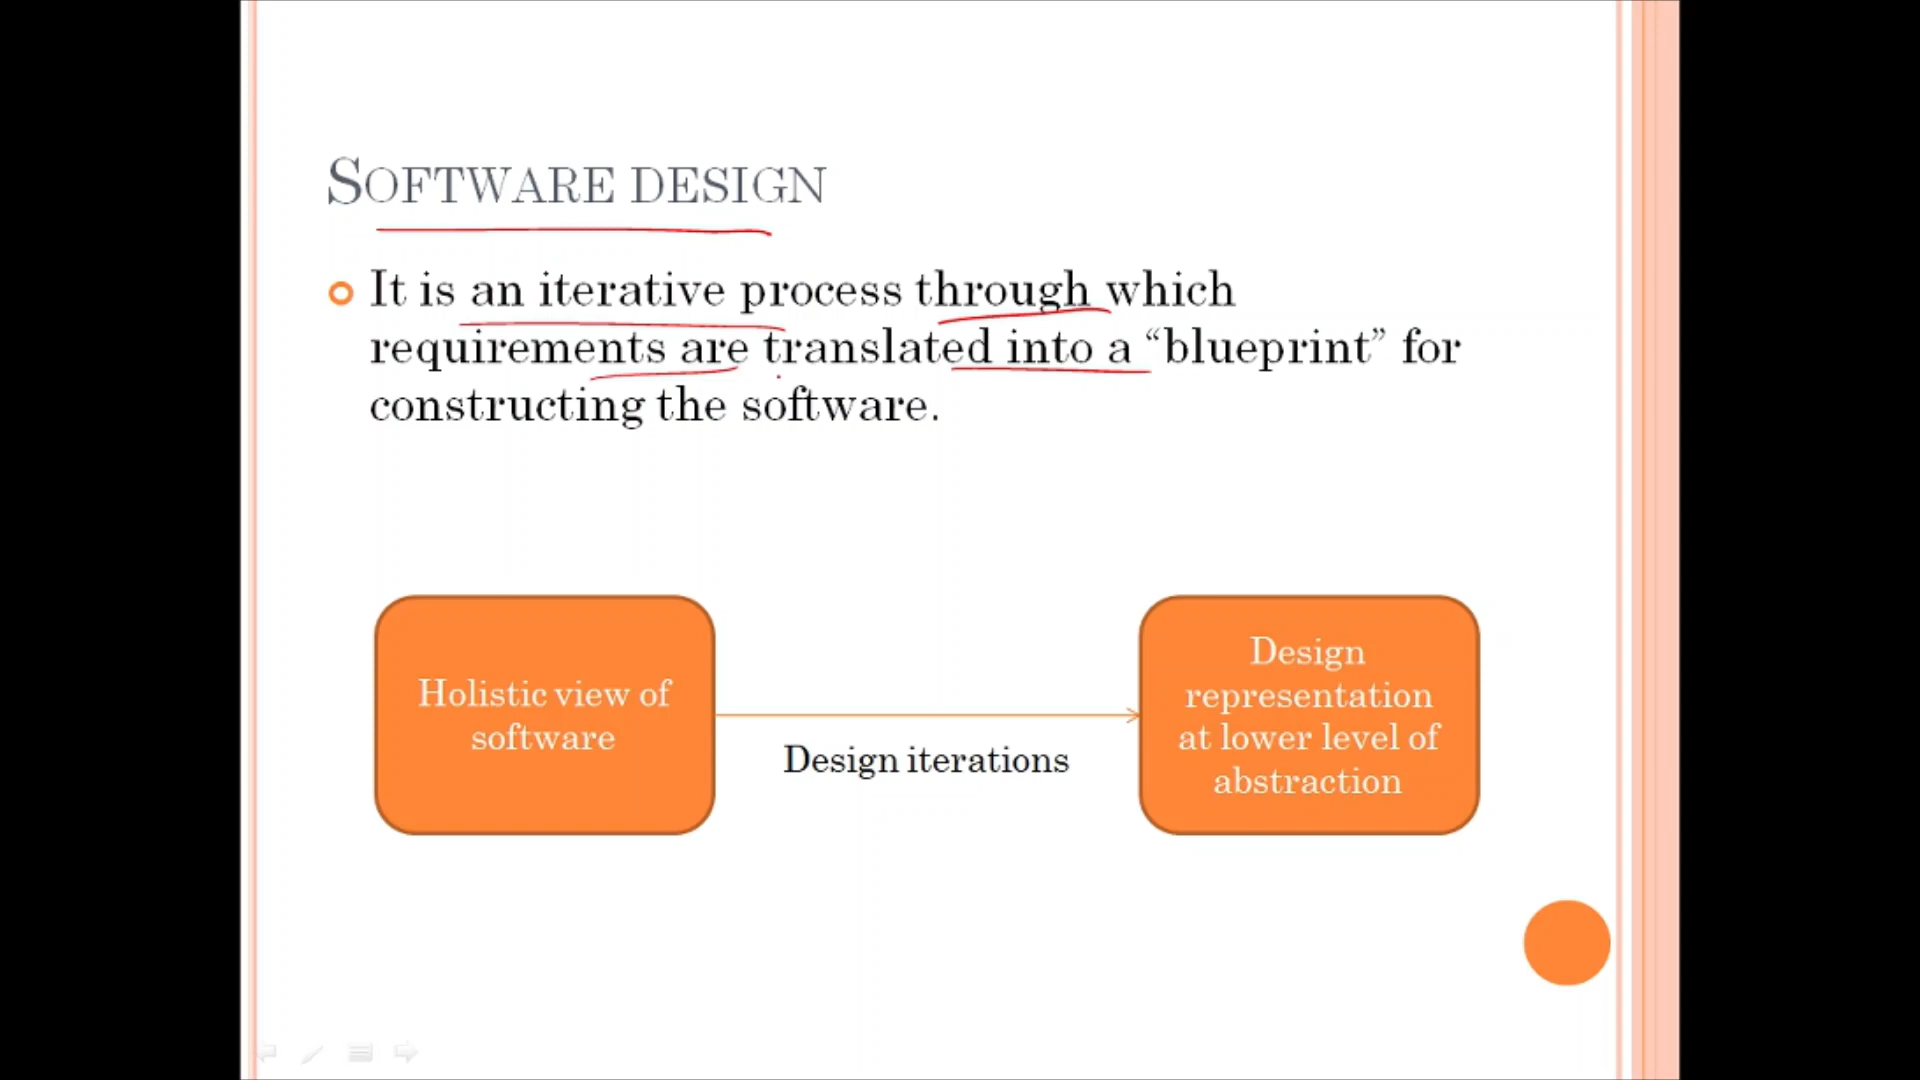 SOFTWARE DESIGN
It is an iterative process through which
requirements are translated into a “blueprint” for
constructing the software.
Holistic view of
software
Design iterations
Design
representation
at lower level of
abstraction